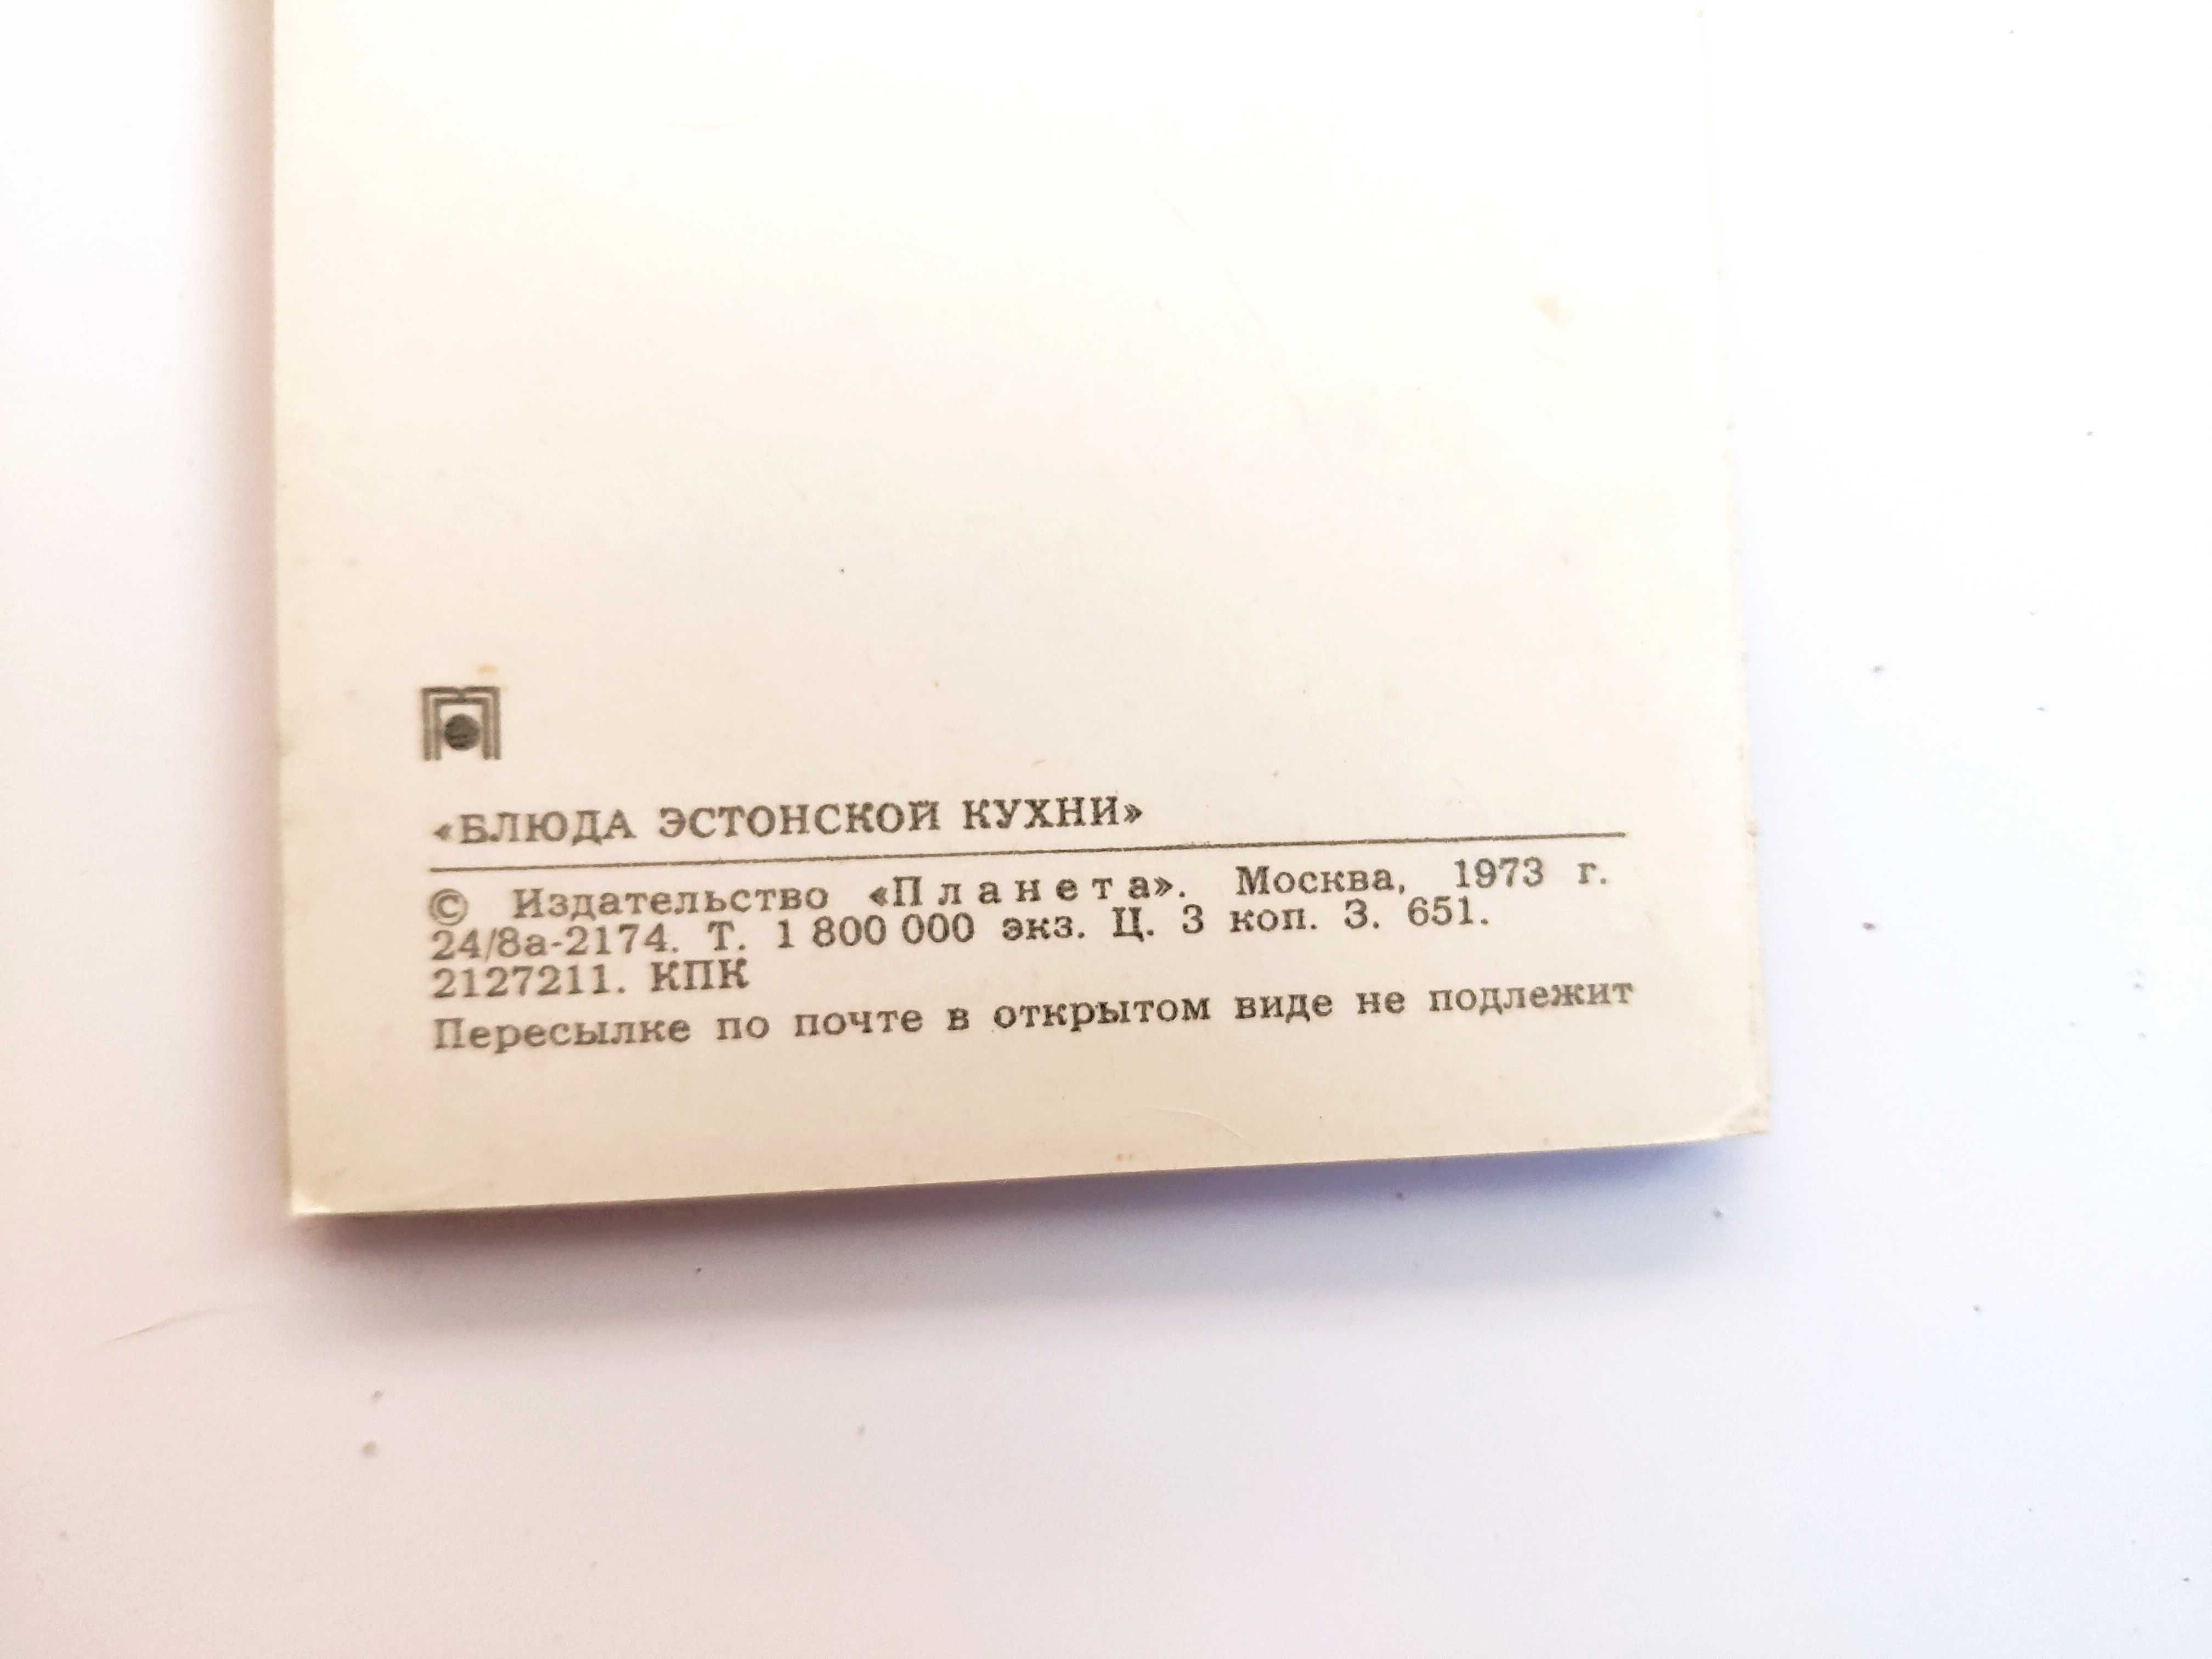 «БЛЮДА ЭСТОНСКОЙ КУХНИ»
© Издательство «Планета». Москва, 1973 г.
24/8а-2174. Т. 1 800 000 экз. Ц. 3 коп. З. 651.
2127211. КПК
Пересылке по почте в открытом виде не подлежит